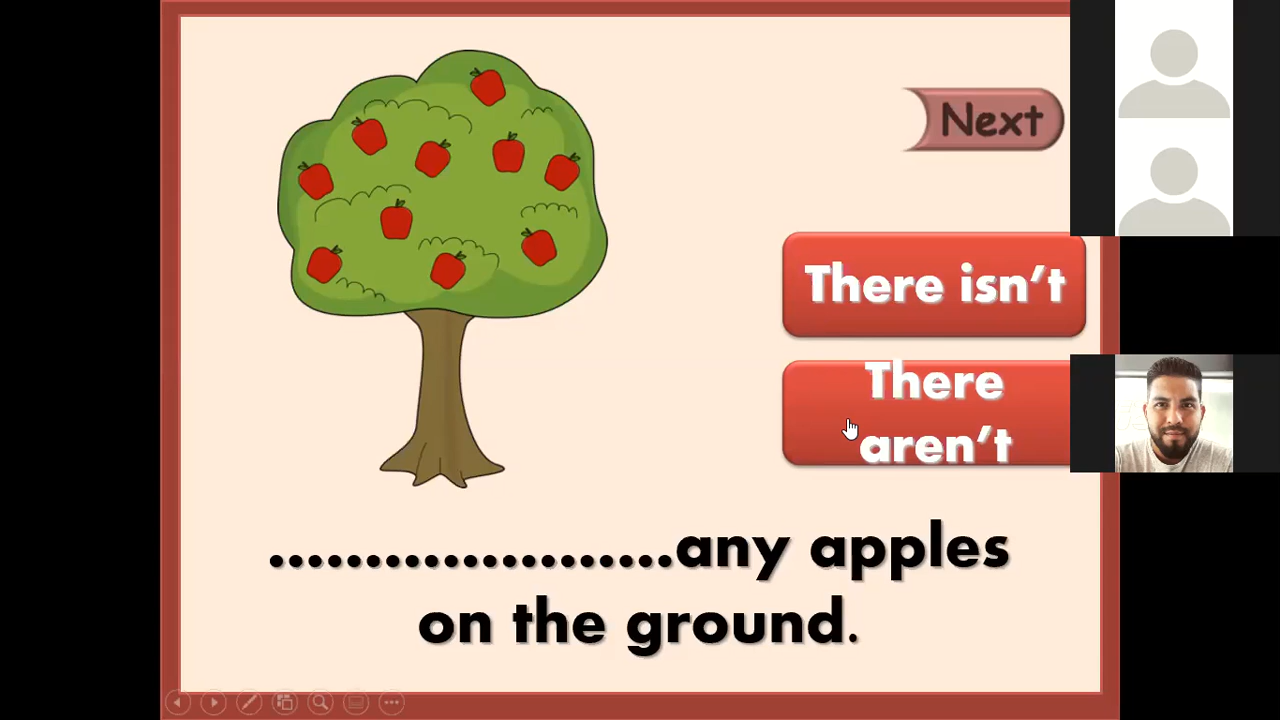 Next
There isn’t
There
aren’t
.....................any apples
on the ground.